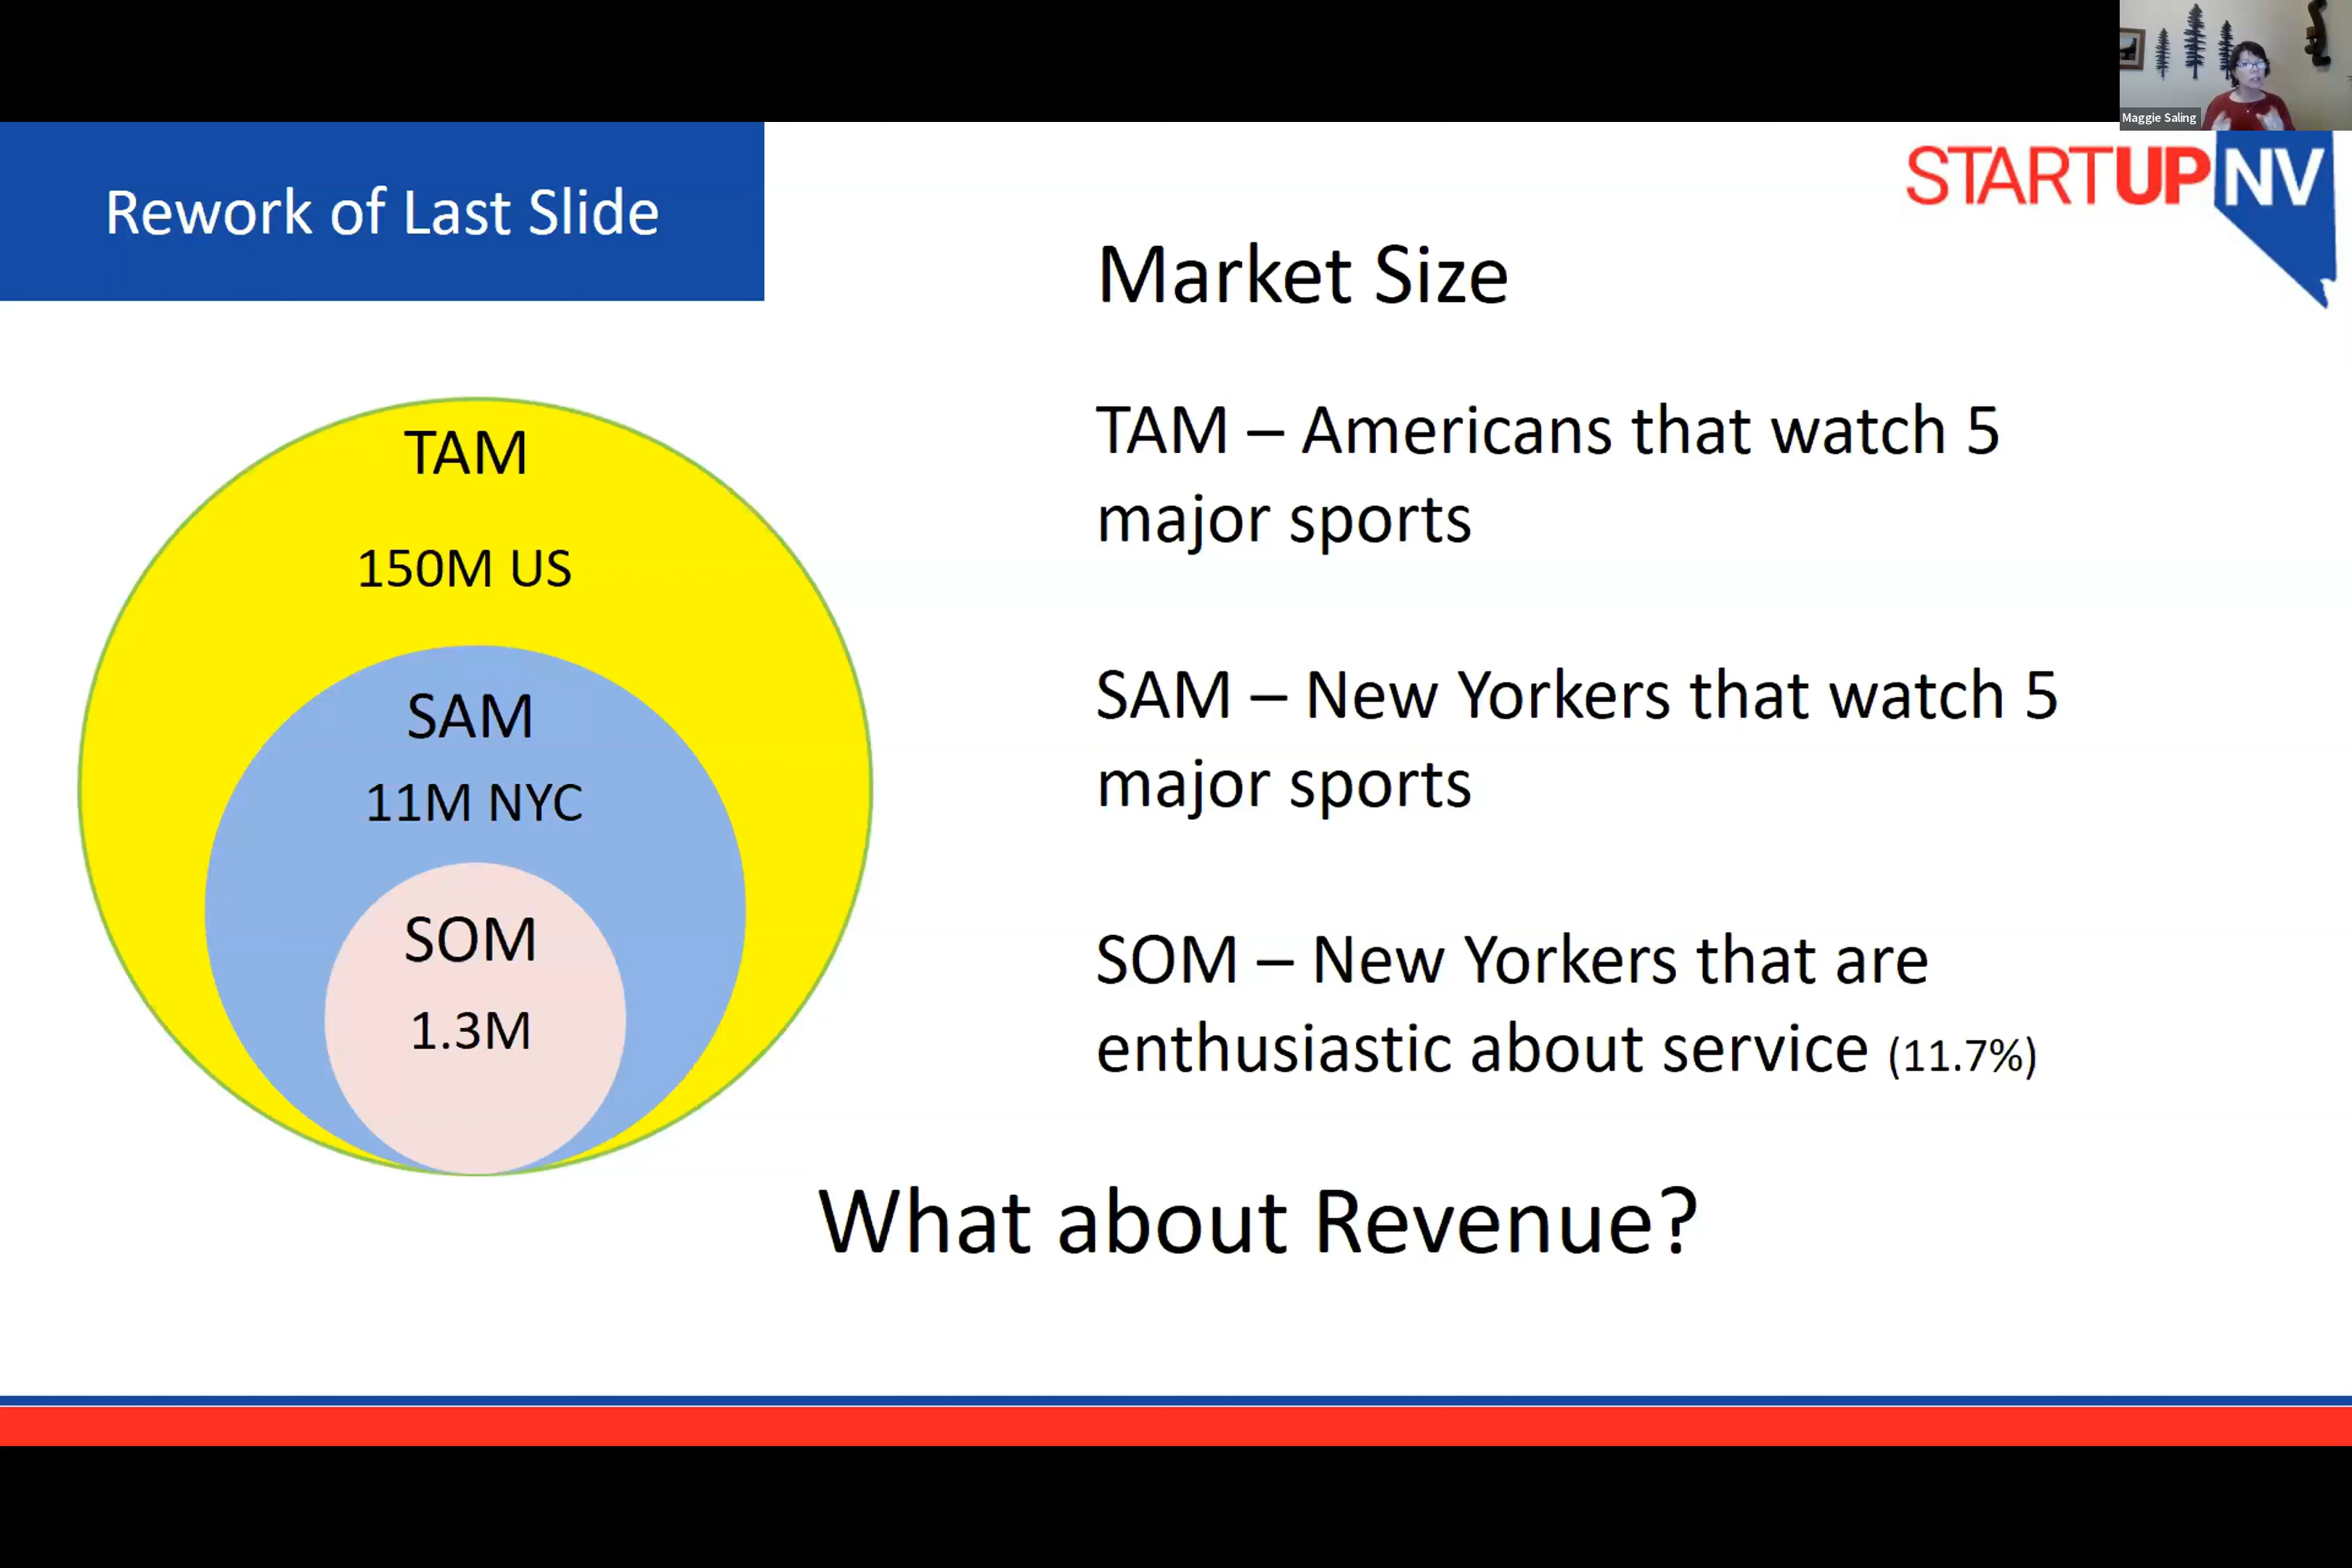 Maggie Saling
Rework of Last Slide
STARTUPNV
Market Size
TAM
150M US
SAM
11M NYC
SOM
1.3M
TAM – Americans that watch 5
major sports
SAM – New Yorkers that watch 5
major sports
SOM – New Yorkers that are
enthusiastic about service (11.7%)
What about Revenue?